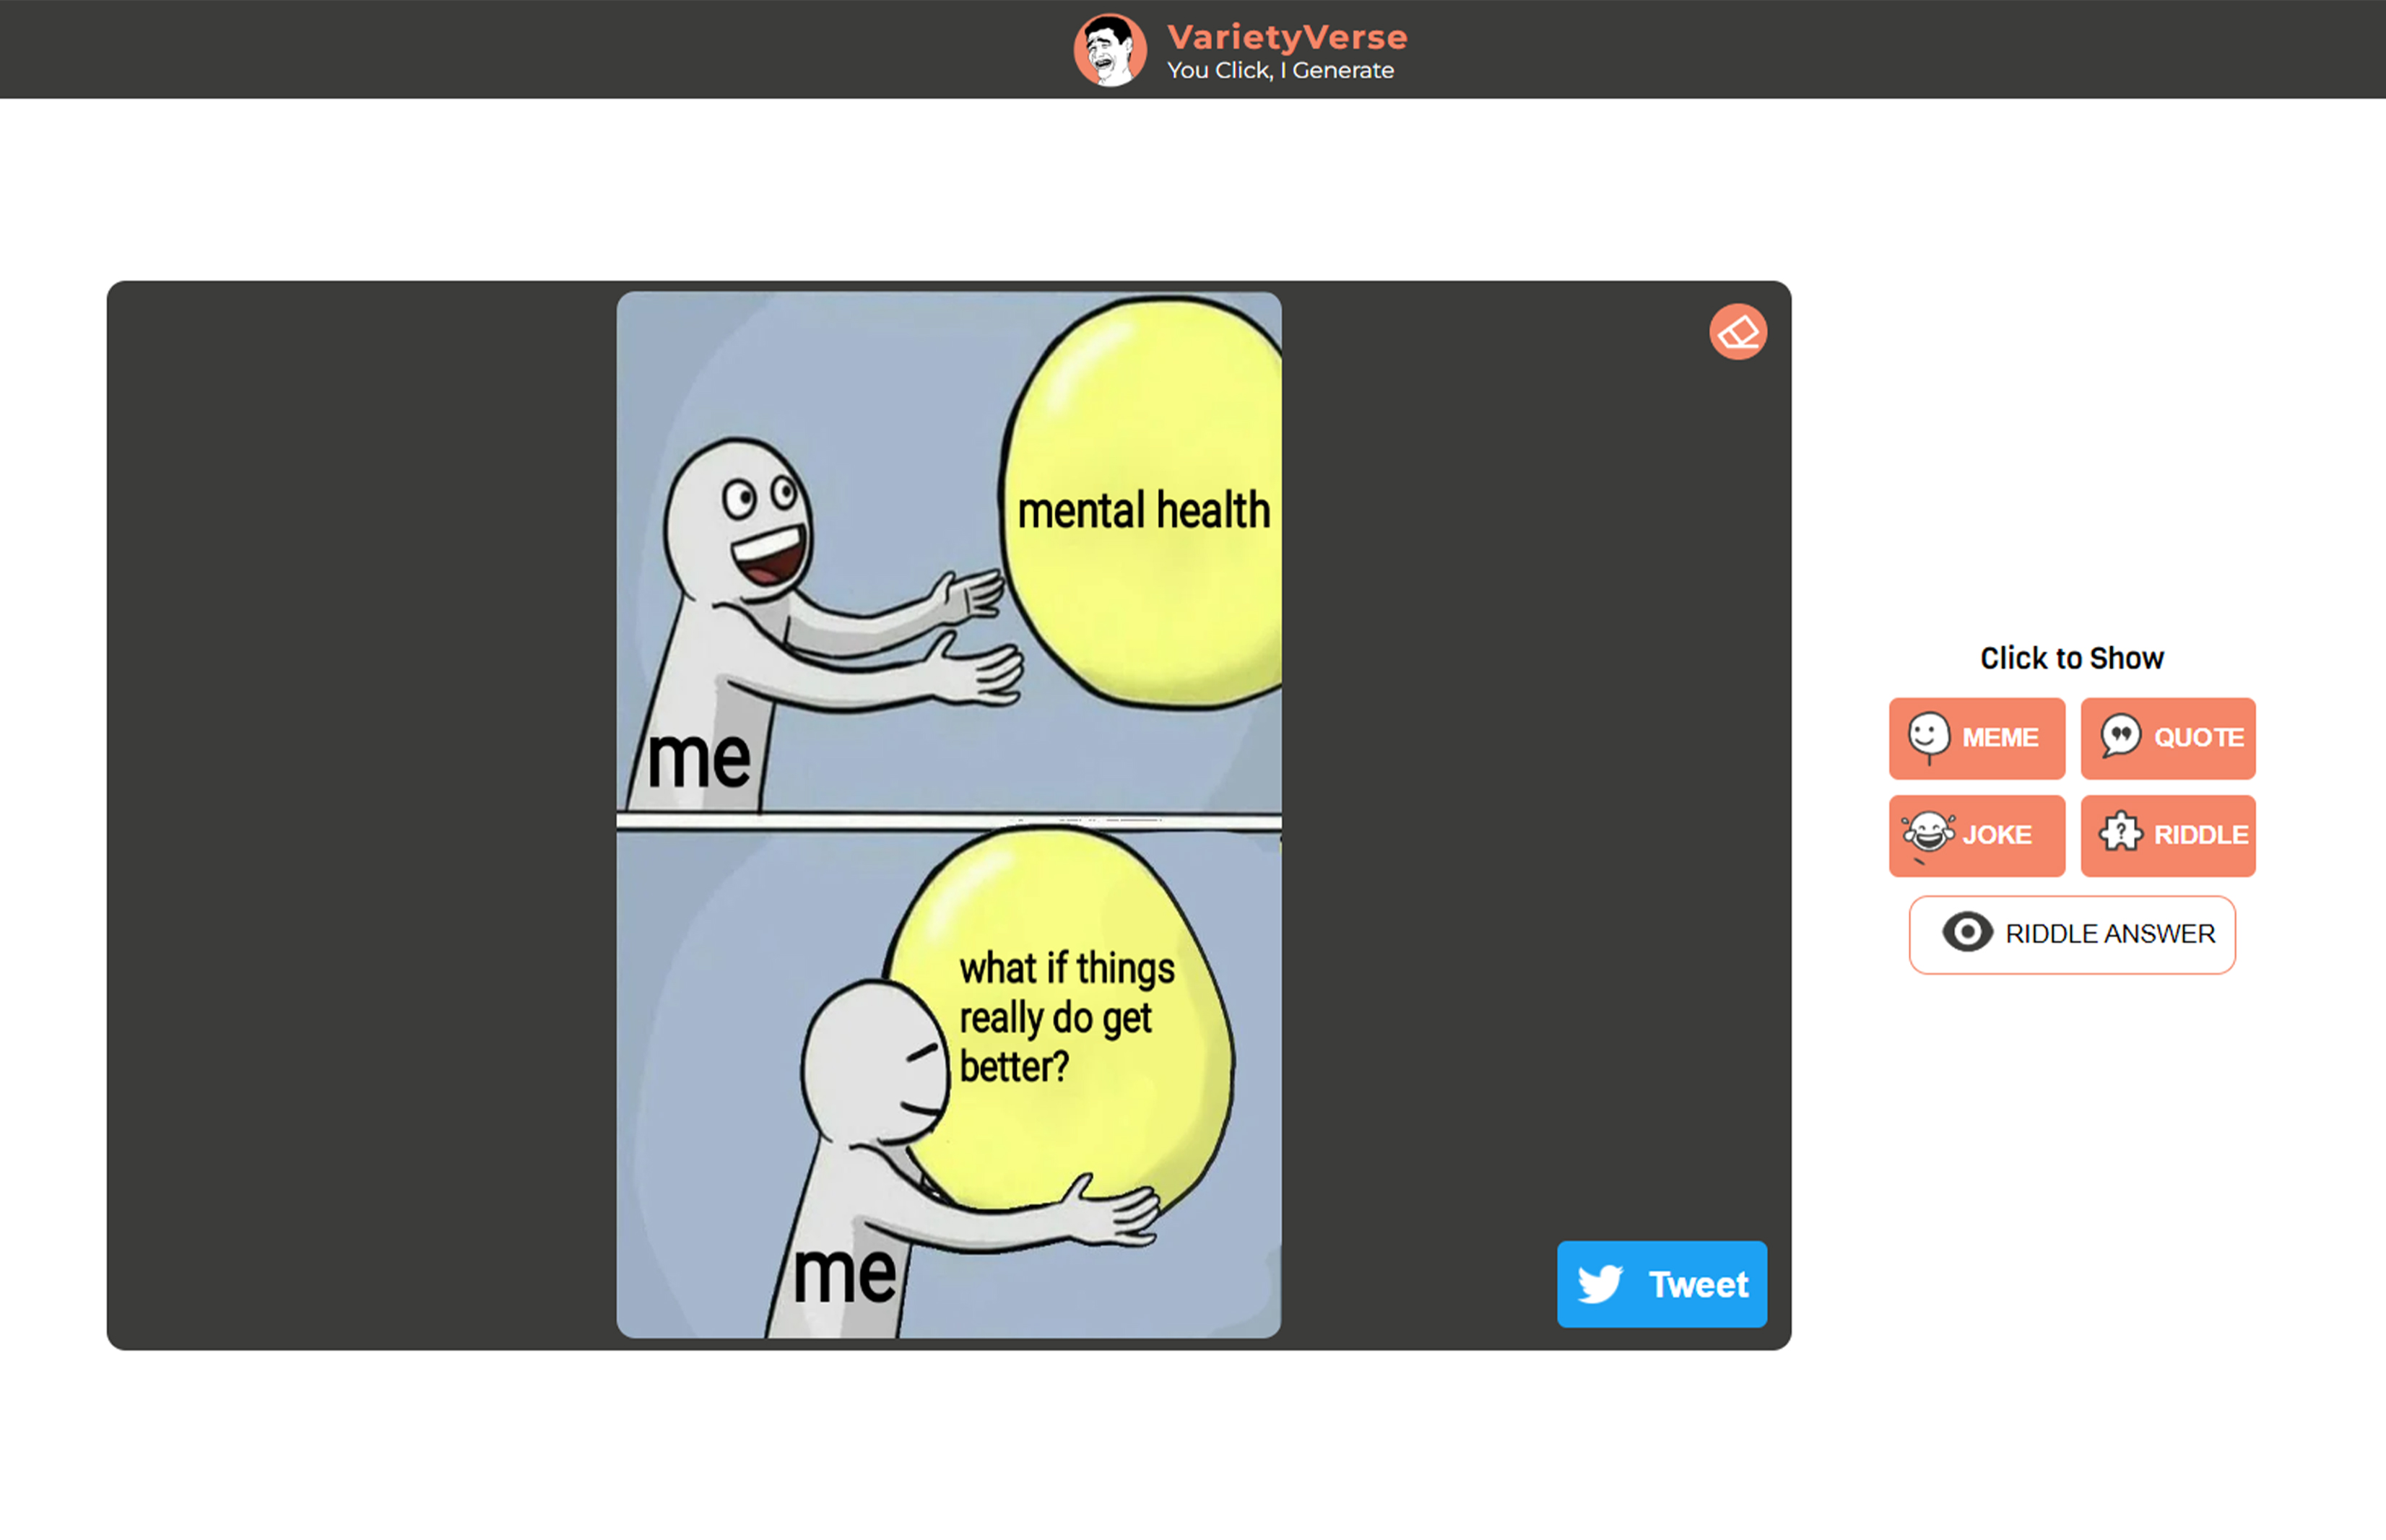 VarietyVerse
You Click, I Generate
mental health
me
what if things
really do get
better?
me
Tweet
Click to Show
MEME
QUOTE
JOKE
RIDDLE
RIDDLE ANSWER